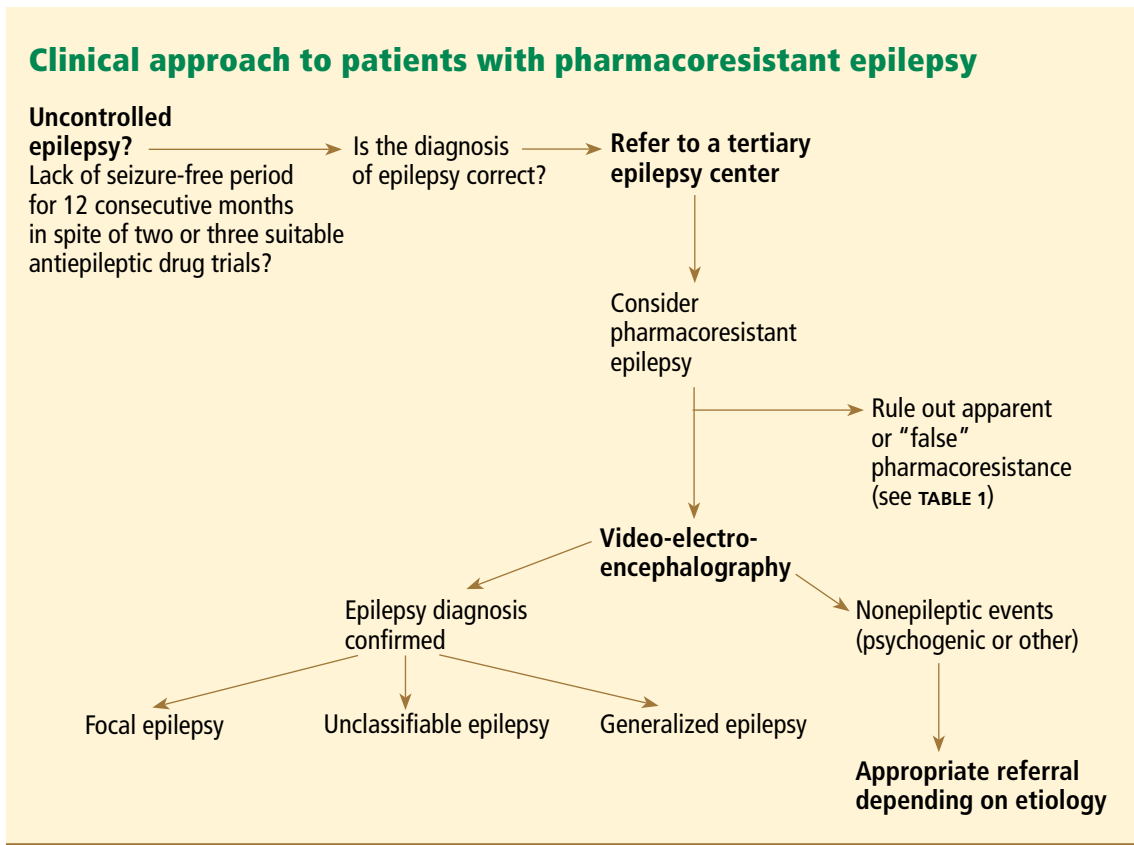 Clinical approach to patients with pharmacoresistant epilepsy
Uncontrolled
epilepsy?
Lack of seizure-free period
for 12 consecutive months
in spite of two or three suitable
antiepileptic drug trials?
Is the diagnosis
of epilepsy correct?
Refer to a tertiary
epilepsy center
Consider
pharmacoresistant
epilepsy
Rule out apparent
or “false”
pharmacoresistance
(see TABLE 1)
Video-electro-
encephalography
Epilepsy diagnosis
confirmed
Nonepileptic events
(psychogenic or other)
Focal epilepsy
Unclassifiable epilepsy
Generalized epilepsy
Appropriate referral
depending on etiology